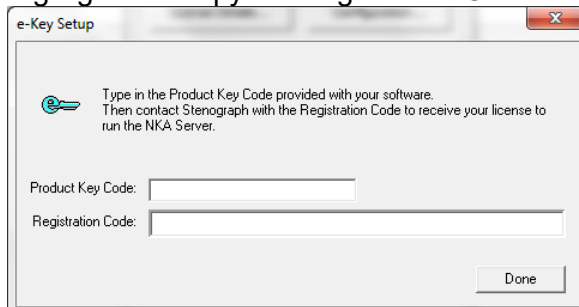 e-Key Setup
Type in the Product Key Code provided with your software.
Then contact Stenograph with the Registration Code to receive your license to
run the NKA Server.
Product Key Code:
Registration Code:
Done